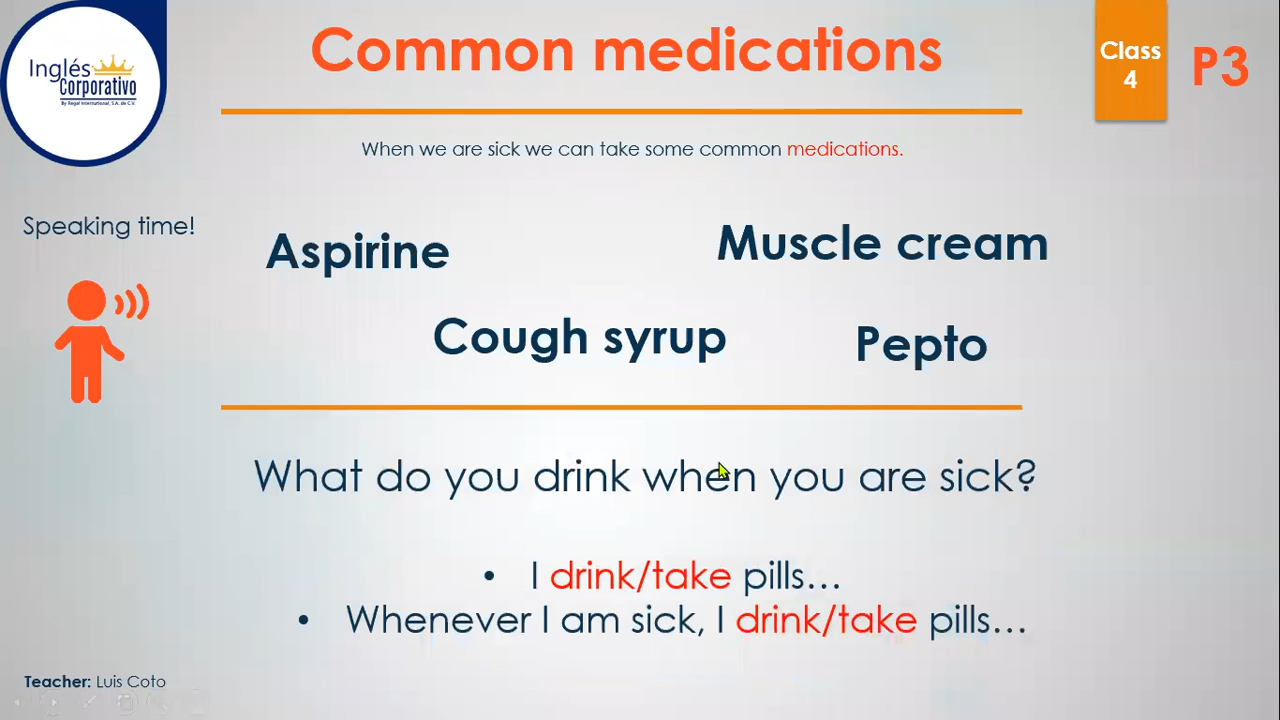 Inglés
Corporativo
By Regal International, S.A. de C.V.
Common medications
Class
4
P3
When we are sick we can take some common medications.
Speaking time!
Aspirine
Muscle cream
Cough syrup
Pepto
What do you drink when you are sick?
• I drink/take pills…
• Whenever I am sick, I drink/take pills…
Teacher: Luis Coto